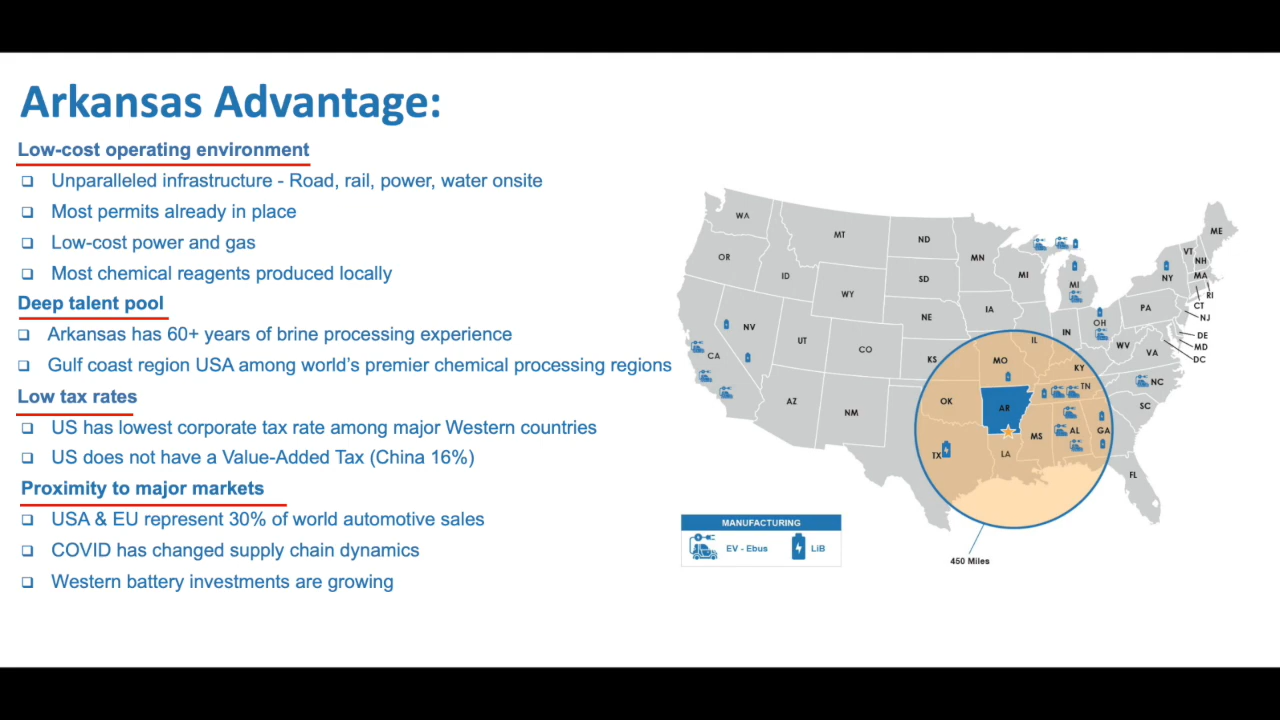 Arkansas Advantage:
Low-cost operating environment
Unparalleled infrastructure - Road, rail, power, water onsite
Most permits already in place
Low-cost power and gas
Most chemical reagents produced locally
Deep talent pool
Arkansas has 60+ years of brine processing experience
Gulf coast region USA among world's premier chemical processing regions
Low tax rates
US has lowest corporate tax rate among major Western countries
US does not have a Value-Added Tax (China 16%)
Proximity to major markets
USA & EU represent 30% of world automotive sales
COVID has changed supply chain dynamics
Western battery investments are growing
WA
MT
ND
MN
OR
ID
SD
WY
MI
MI
NY
VT
NH
ME
MA
RI
CT
NJ
PA
NE
IA
NV
UT
CO
CA
IL
IN
OH
WV
VA
DE
MD
DC
KS
MO
KY
AZ
NM
OK
AR
TN
NC
SC
TX
LA
MS
AL
GA
FL
MANUFACTURING
EV - Ebus
LiB
450 Miles